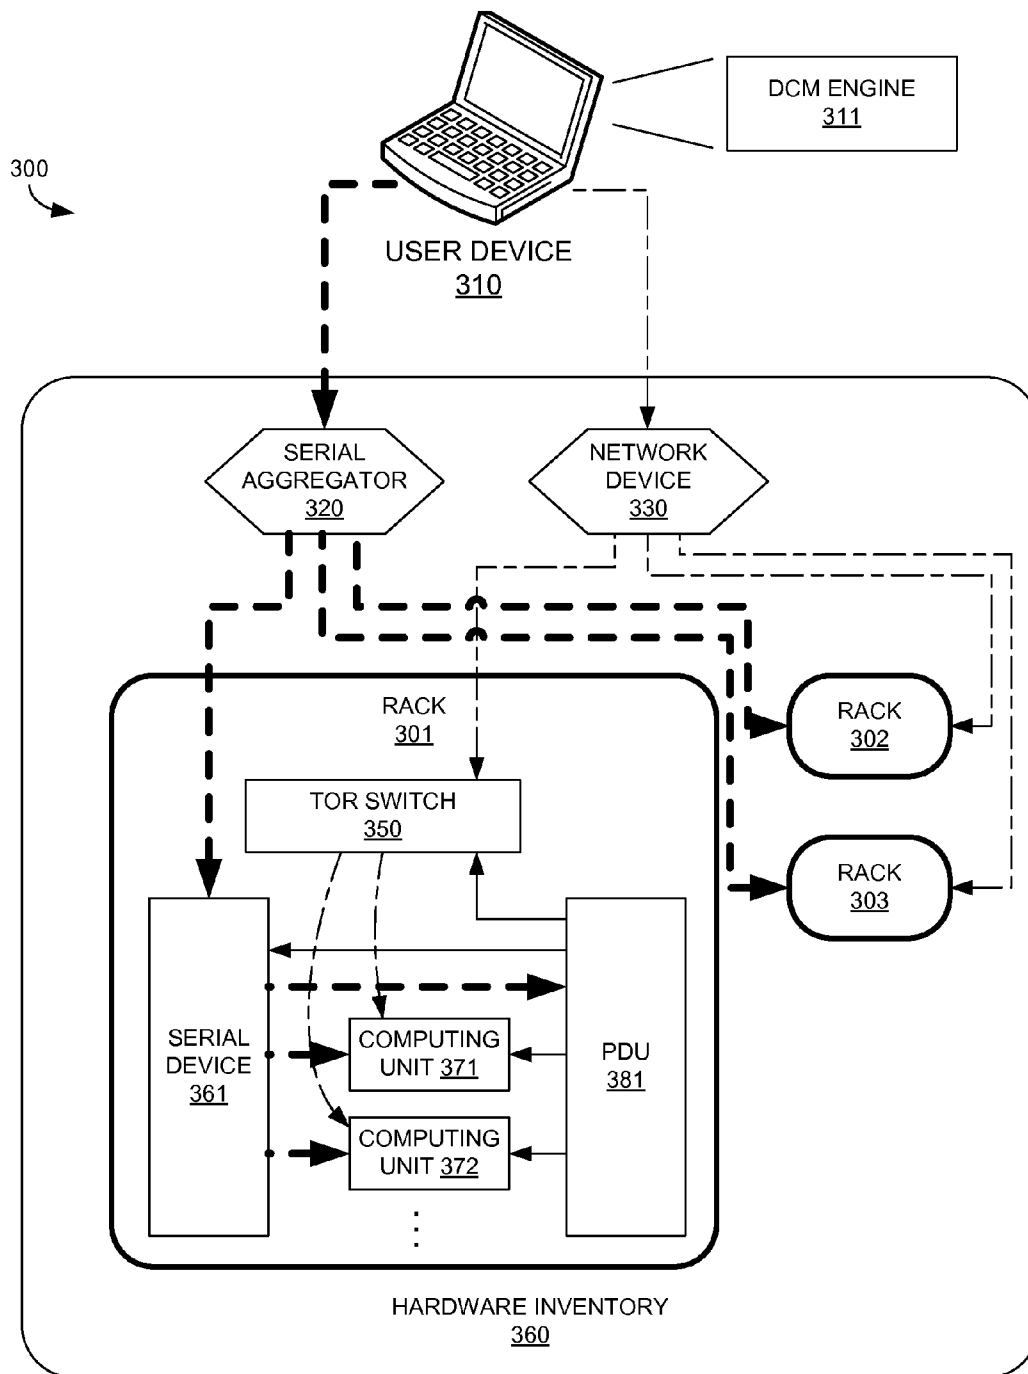 DCM ENGINE
311
300
USER DEVICE
310
SERIAL
AGGREGATOR
320
NETWORK
DEVICE
330
RACK
301
RACK
302
TOR SWITCH
350
RACK
303
SERIAL
DEVICE
361
COMPUTING
UNIT 371
PDU
381
COMPUTING
UNIT 372
HARDWARE INVENTORY
360